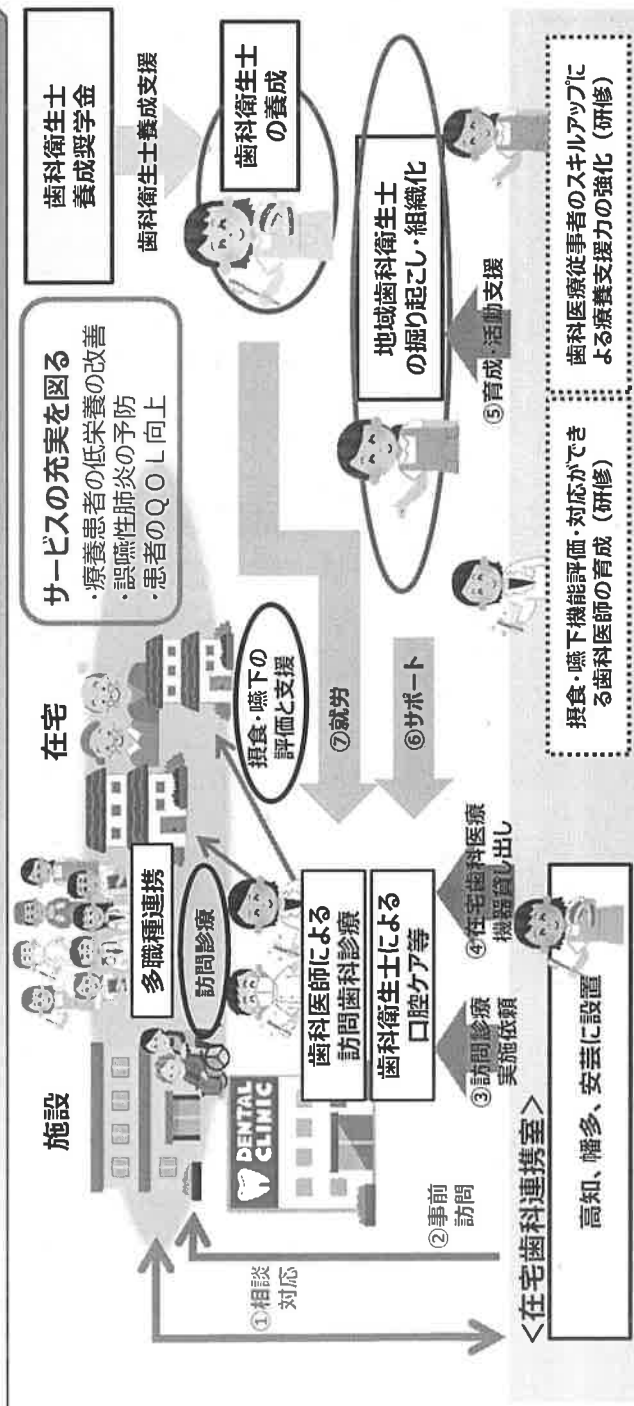 施設
在宅
サービスの充実を図る
・療養患者の低栄養の改善
・誤嚥性肺炎の予防
・患者のQOL向上
歯科衛生士
養成奨学金
歯科衛生士養成支援
歯科衛生士
の養成
多職種連携
訪問診療
摂食・嚥下の
評価と支援
DENTAL
CLINIC
歯科医師による
訪問歯科診療
歯科衛生士による
口腔ケア等
⑦就労
⑥サポート
地域歯科衛生士
の掘り起こし・組織化
⑤育成・活動支援
①相談
対応
②事前
訪問
③訪問診療
実施依頼
④在宅歯科医療
機器貸し出し
<在宅歯科連携室>
高知、幡多、安芸に設置
摂食・嚥下機能評価・対応ができ
る歯科医師の育成（研修）
歯科医療従事者のスキルアップに
よる療養支援力の強化（研修）